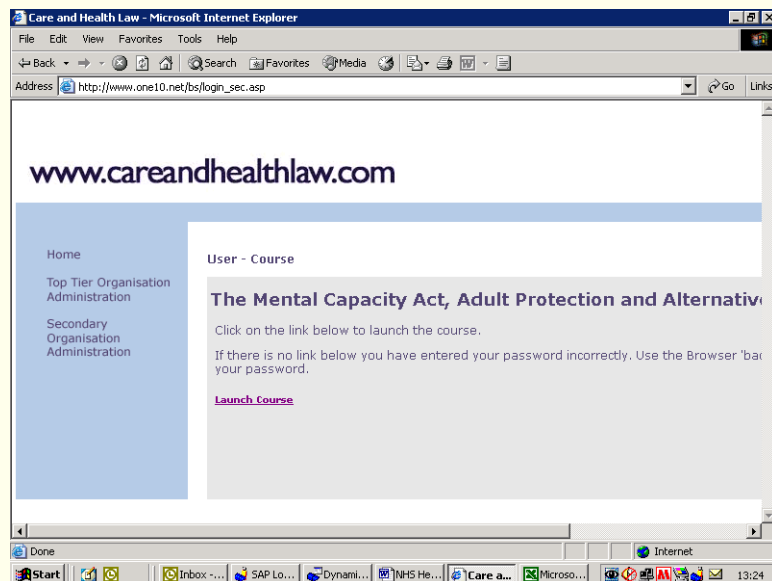 Care and Health Law - Microsoft Internet Explorer
File Edit View Favorites Tools Help
Back Search Favorites Media
Address http://www.one10.net/bs/login_sec.asp Go Links
www.careandhealthlaw.com
Home
Top Tier Organisation
Administration
Secondary
Organisation
Administration
User - Course
The Mental Capacity Act, Adult Protection and Alternativ
Click on the link below to launch the course.
If there is no link below you have entered your password incorrectly. Use the Browser 'bac
your password.
Launch Course
Done Internet
Start Inbox -... SAP Lo... Dynami... NHS He... Care a... Microso... 13:24